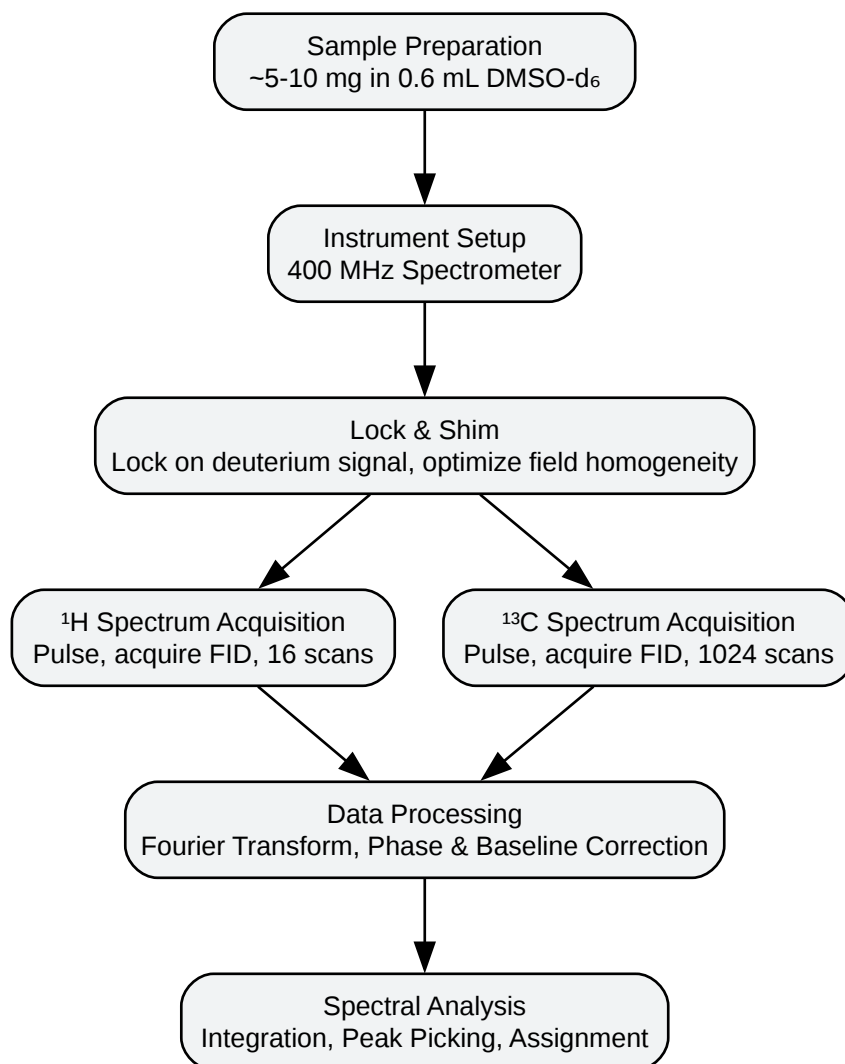 Sample Preparation
~5-10 mg in 0.6 mL DMSO-d₆
Instrument Setup
400 MHz Spectrometer
Lock & Shim
Lock on deuterium signal, optimize field homogeneity
¹H Spectrum Acquisition
Pulse, acquire FID, 16 scans
¹³C Spectrum Acquisition
Pulse, acquire FID, 1024 scans
Data Processing
Fourier Transform, Phase & Baseline Correction
Spectral Analysis
Integration, Peak Picking, Assignment